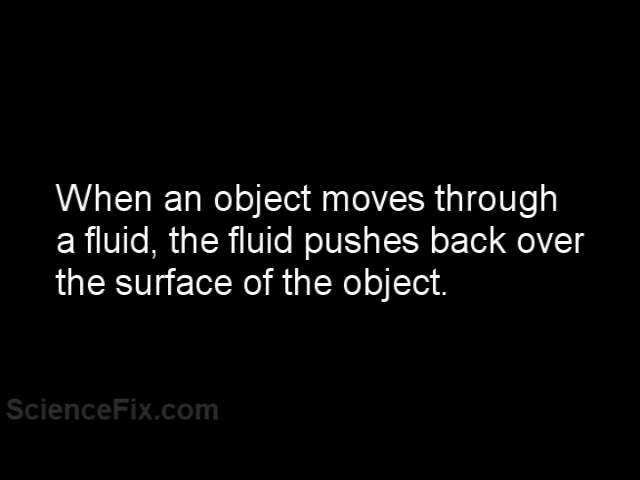 When an object moves through
a fluid, the fluid pushes back over
the surface of the object.
ScienceFix.com